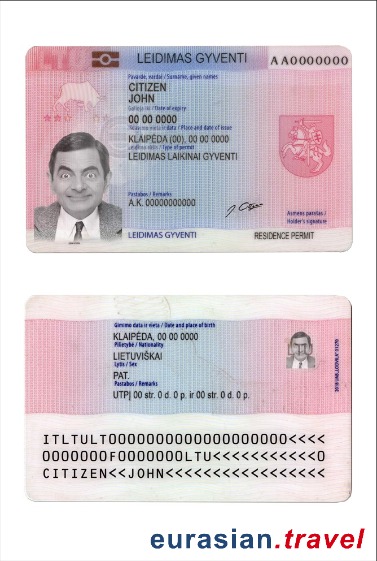 LTU LEIDIMAS GYVENTI AA0000000
Pavardė, vardai / Surname, given names
CITIZEN
JOHN
Galioja iki / Date of expiry
00 00 0000
Išdavimo data / Place and date of issue
KLAIPĖDA (00), 00 00 0000
Leidimo rūšis / Type of permit
LEIDIMAS LAIKINAI GYVENTI
Pastabos / Remarks
A.K. 00000000000
Asmens parašas /
Holder's signature
LEIDIMAS GYVENTI RESIDENCE PERMIT
Gimimo data ir vieta / Date and place of birth
KLAIPĖDA, 00 00 0000
Pilietybė / Nationality
LIETUVIŠKAI
Lytis / Sex
PAT.
Pastabos / Remarks
UTPĮ 00 str. 0 d. 0 p. ir 00 str. 0 d. 0 p.
ITLTULT000000000000000000<<<<
0000000F0000000LTU<<<<<<<<<<<0
CITIZEN<<JOHN<<<<<<<<<<<<<<<<<
eurasian.travel